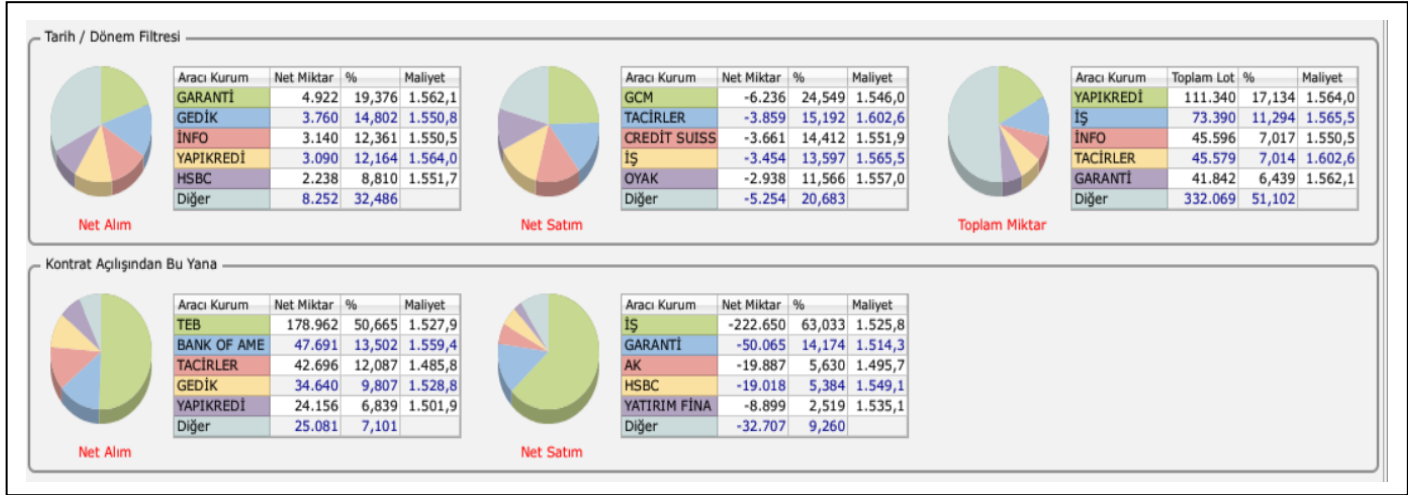 Tarih / Dönem Filtresi
Aracı Kurum Net Miktar % Maliyet
GARANTİ 4.922 19,376 1.562,1
GEDİK 3.760 14,802 1.550,8
İNFO 3.140 12,361 1.550,5
YAPIKREDİ 3.090 12,164 1.564,0
HSBC 2.238 8,810 1.551,7
Diğer 8.252 32,486
Net Alım
Aracı Kurum Net Miktar % Maliyet
GCM -6.236 24,549 1.546,0
TACİRLER -3.859 15,192 1.602,6
CREDİT SUISS -3.661 14,412 1.551,9
İŞ -3.454 13,597 1.565,5
OYAK -2.938 11,566 1.557,0
Diğer -5.254 20,683
Net Satım
Aracı Kurum Toplam Lot % Maliyet
YAPIKREDİ 111.340 17,134 1.564,0
İŞ 73.390 11,294 1.565,5
İNFO 45.596 7,017 1.550,5
TACİRLER 45.579 7,014 1.602,6
GARANTİ 41.842 6,439 1.562,1
Diğer 332.069 51,102
Toplam Miktar
Kontrat Açılışından Bu Yana
Aracı Kurum Net Miktar % Maliyet
TEB 178.962 50,665 1.527,9
BANK OF AME 47.691 13,502 1.559,4
TACİRLER 42.696 12,087 1.485,8
GEDİK 34.640 9,807 1.528,8
YAPIKREDİ 24.156 6,839 1.501,9
Diğer 25.081 7,101
Net Alım
Aracı Kurum Net Miktar % Maliyet
İŞ -222.650 63,033 1.525,8
GARANTİ -50.065 14,174 1.514,3
AK -19.887 5,630 1.495,7
HSBC -19.018 5,384 1.549,1
YATIRIM FİNA -8.899 2,519 1.535,1
Diğer -32.707 9,260
Net Satım